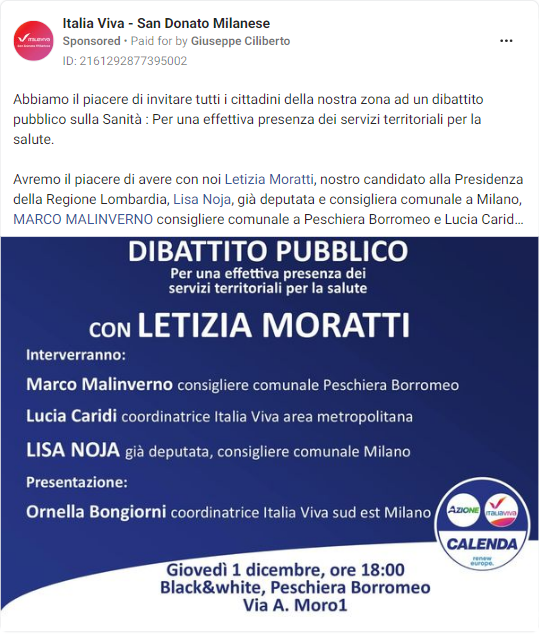 Italia Viva - San Donato Milanese
Sponsored • Paid for by Giuseppe Ciliberto
ID: 2161292877395002
Abbiamo il piacere di invitare tutti i cittadini della nostra zona ad un dibattito
pubblico sulla Sanità : Per una effettiva presenza dei servizi territoriali per la
salute.
Avremo il piacere di avere con noi Letizia Moratti, nostro candidato alla Presidenza
della Regione Lombardia, Lisa Noja, già deputata e consigliera comunale a Milano,
MARCO MALINVERNO consigliere comunale a Peschiera Borromeo e Lucia Carid...
DIBATTITO PUBBLICO
Per una effettiva presenza dei
servizi territoriali per la salute
CON LETIZIA MORATTI
Interverranno:
Marco Malinverno consigliere comunale Peschiera Borromeo
Lucia Caridi coordinatrice Italia Viva area metropolitana
LISA NOJA già deputata, consigliere comunale Milano
Presentazione:
Ornella Bongiorni coordinatrice Italia Viva sud est Milano
AZIONE
ITALIAVIVA
CALENDA
renew
europe.
Giovedì 1 dicembre, ore 18:00
Black&white, Peschiera Borromeo
Via A. Moro1